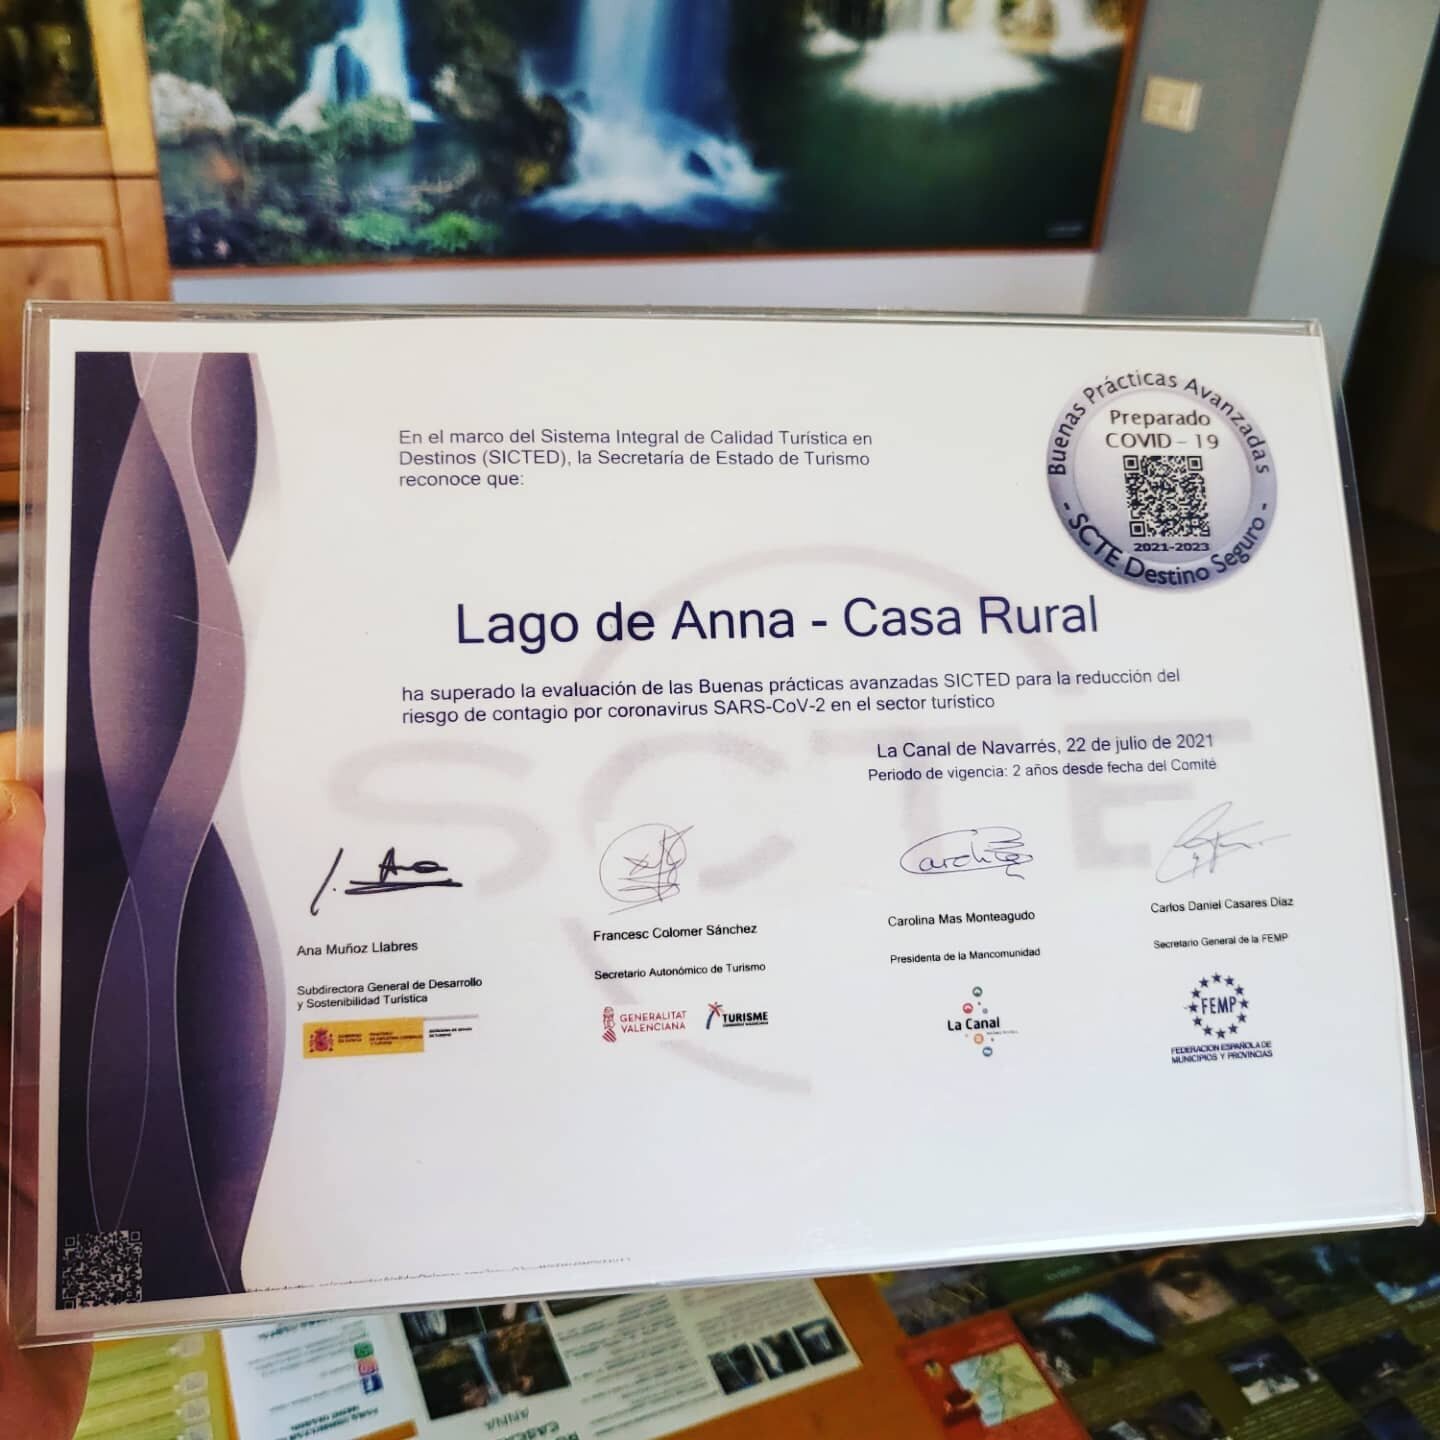 En el marco del Sistema Integral de Calidad Turística en
Destinos (SICTED), la Secretaría de Estado de Turismo
reconoce que:
Buenas Prácticas Avanzadas
Preparado
COVID - 19
2021-2023
- SCTE Destino Seguro -
Lago de Anna - Casa Rural
ha superado la evaluación de las Buenas prácticas avanzadas SICTED para la reducción del
riesgo de contagio por coronavirus SARS-CoV-2 en el sector turístico
SCTE
La Canal de Navarrés, 22 de julio de 2021
Periodo de vigencia: 2 años desde fecha del Comité
Ana Muñoz Llabres
Subdirectora General de Desarrollo
y Sostenibilidad Turística
Francesc Colomer Sánchez
Secretario Autonómico de Turismo
GENERALITAT
VALENCIANA
TURISME
COMUNITAT VALENCIANA
Carolina Mas Monteagudo
Presidenta de la Mancomunidad
La Canal
Carlos Daniel Casares Díaz
Secretario General de la FEMP
FEMP
FEDERACION ESPAÑOLA DE
MUNICIPIOS Y PROVINCIAS
ANNA